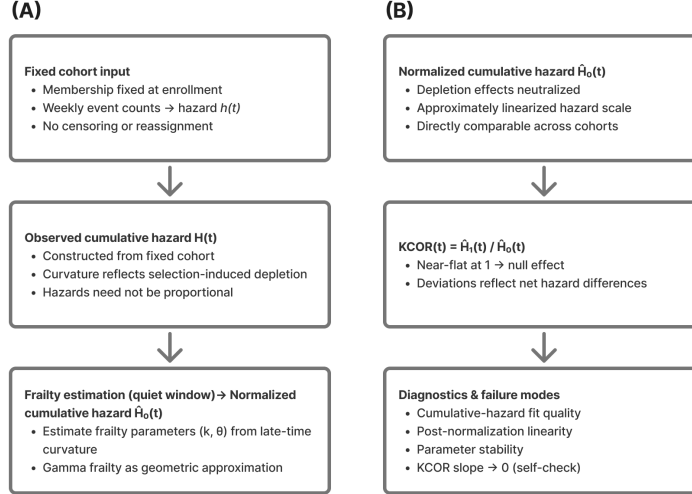 (A)
Fixed cohort input
• Membership fixed at enrollment
• Weekly event counts → hazard h(t)
• No censoring or reassignment
Observed cumulative hazard H(t)
• Constructed from fixed cohort
• Curvature reflects selection-induced depletion
• Hazards need not be proportional
Frailty estimation (quiet window)→ Normalized
cumulative hazard Ĥ₀(t)
• Estimate frailty parameters (k, θ) from late-time
curvature
• Gamma frailty as geometric approximation
(B)
Normalized cumulative hazard Ĥ₀(t)
• Depletion effects neutralized
• Approximately linearized hazard scale
• Directly comparable across cohorts
KCOR(t) = Ĥ₁(t) / Ĥ₀(t)
• Near-flat at 1 → null effect
• Deviations reflect net hazard differences
Diagnostics & failure modes
• Cumulative-hazard fit quality
• Post-normalization linearity
• Parameter stability
• KCOR slope → 0 (self-check)